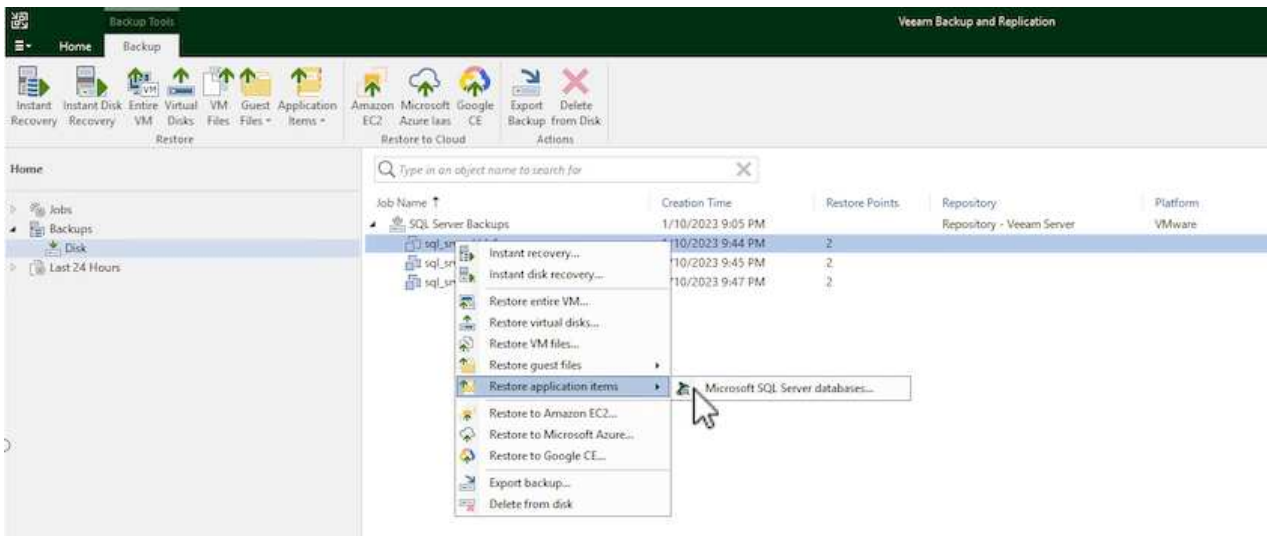 Backup Tools
Veeam Backup and Replication
Home Backup
Instant Recovery
Instant Disk Recovery
Entire VM
Virtual Disks
VM Files
Guest Files
Application Items
Amazon EC2
Microsoft Azure Iaas
Google CE
Export Backup
Delete from Disk
Restore
Restore to Cloud
Actions
Home
Type in an object name to search for
Jobs
Backups
Disk
Last 24 Hours
Job Name Creation Time Restore Points Repository Platform
SQL Server Backups 1/10/2023 9:05 PM Repository - Veeam Server VMware
10/2023 9:44 PM 2
10/2023 9:45 PM 2
10/2023 9:47 PM 2
Instant recovery...
Instant disk recovery...
Restore entire VM...
Restore virtual disks...
Restore VM files...
Restore guest files
Restore application items
Microsoft SQL Server databases...
Restore to Amazon EC2...
Restore to Microsoft Azure...
Restore to Google CE...
Export backup...
Delete from disk